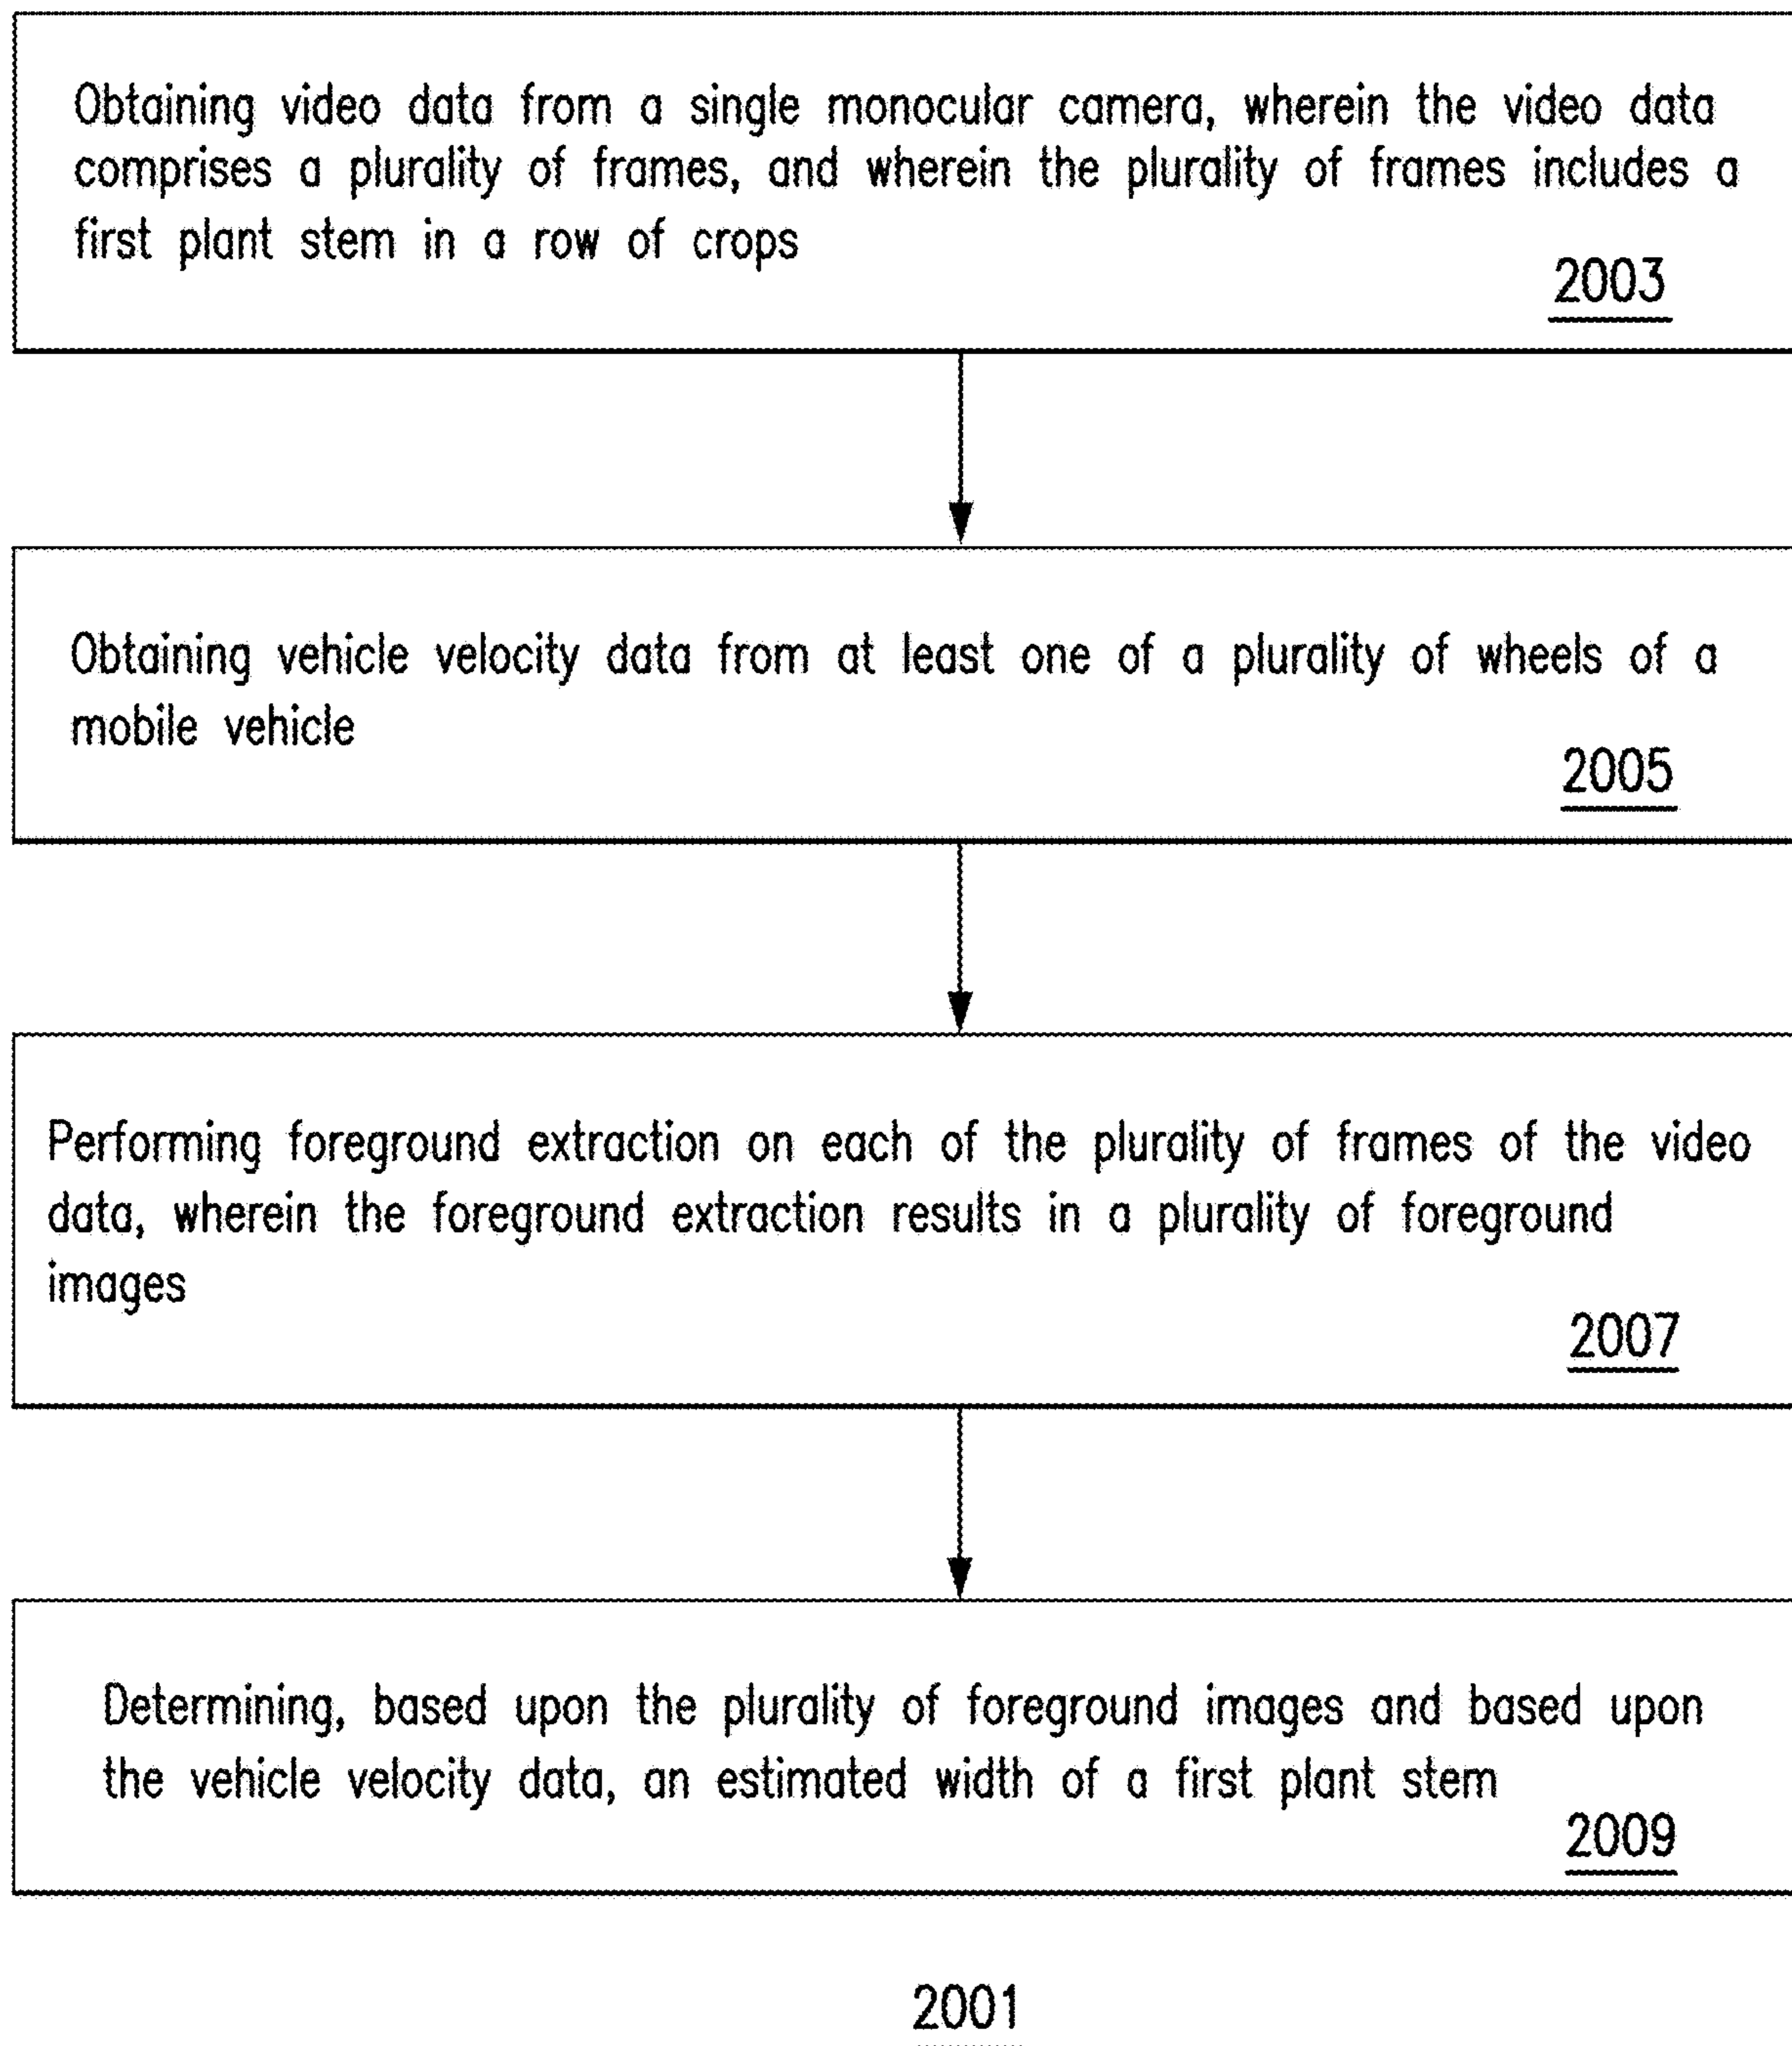 Obtaining video data from a single monocular camera, wherein the video data
comprises a plurality of frames, and wherein the plurality of frames includes a
first plant stem in a row of crops
2003
Obtaining vehicle velocity data from at least one of a plurality of wheels of a
mobile vehicle
2005
Performing foreground extraction on each of the plurality of frames of the video
data, wherein the foreground extraction results in a plurality of foreground
images
2007
Determining, based upon the plurality of foreground images and based upon
the vehicle velocity data, an estimated width of a first plant stem
2009
2001